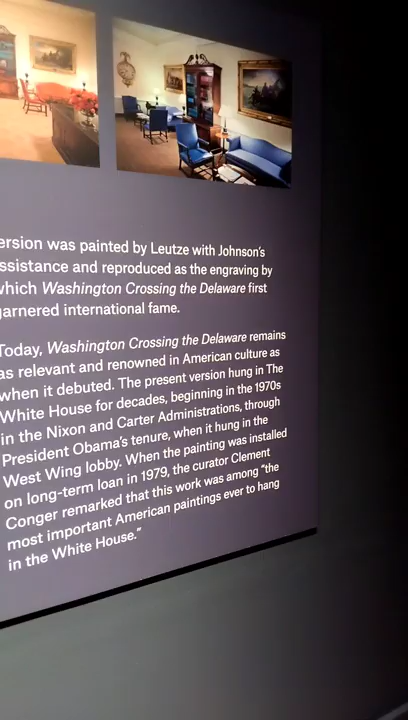 ersion was painted by Leutze with Johnson's
ssistance and reproduced as the engraving by
which Washington Crossing the Delaware first
garnered international fame.
Today, Washington Crossing the Delaware remains
as relevant and renowned in American culture as
when it debuted. The present version hung in The
White House for decades, beginning in the 1970s
in the Nixon and Carter Administrations, through
President Obama's tenure, when it hung in the
West Wing lobby. When the painting was installed
on long-term loan in 1979, the curator Clement
Conger remarked that this work was among "the
most important American paintings ever to hang
in the White House."